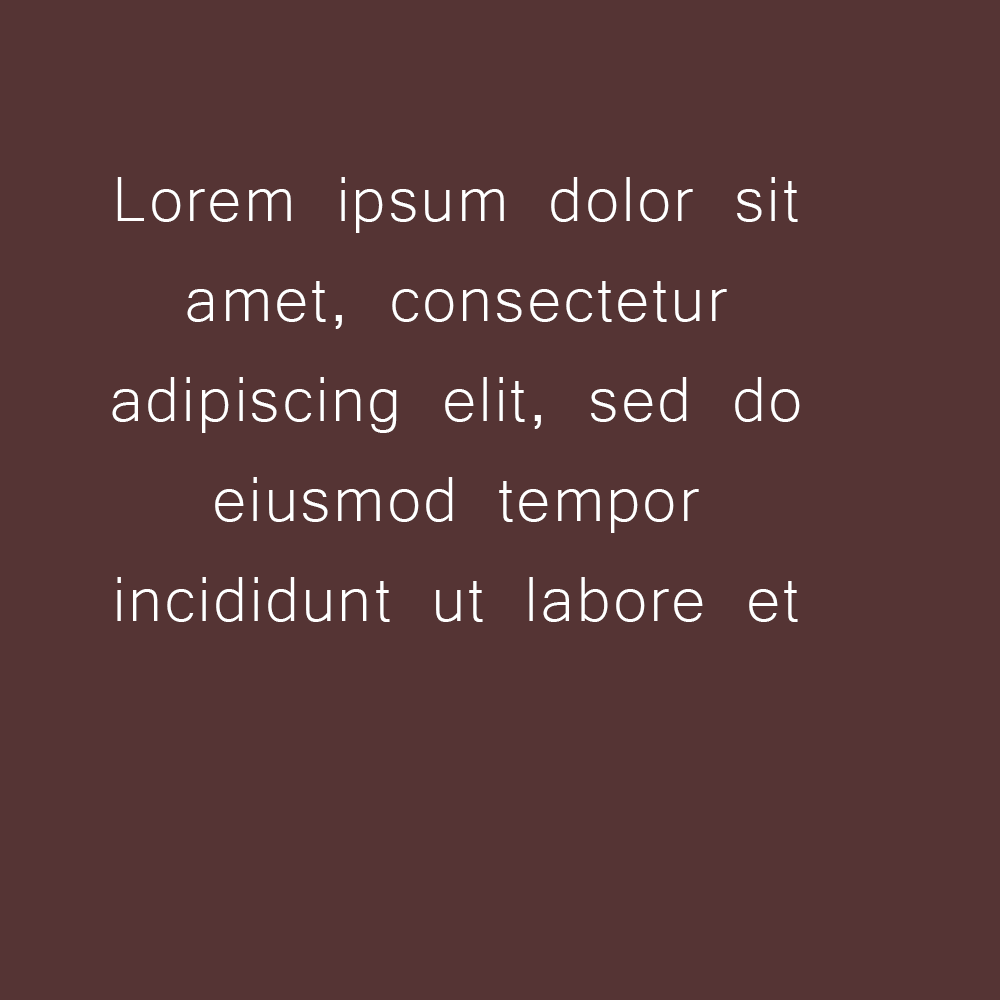 Lorem ipsum dolor sit
amet, consectetur
adipiscing elit, sed do
eiusmod tempor
incididunt ut labore et